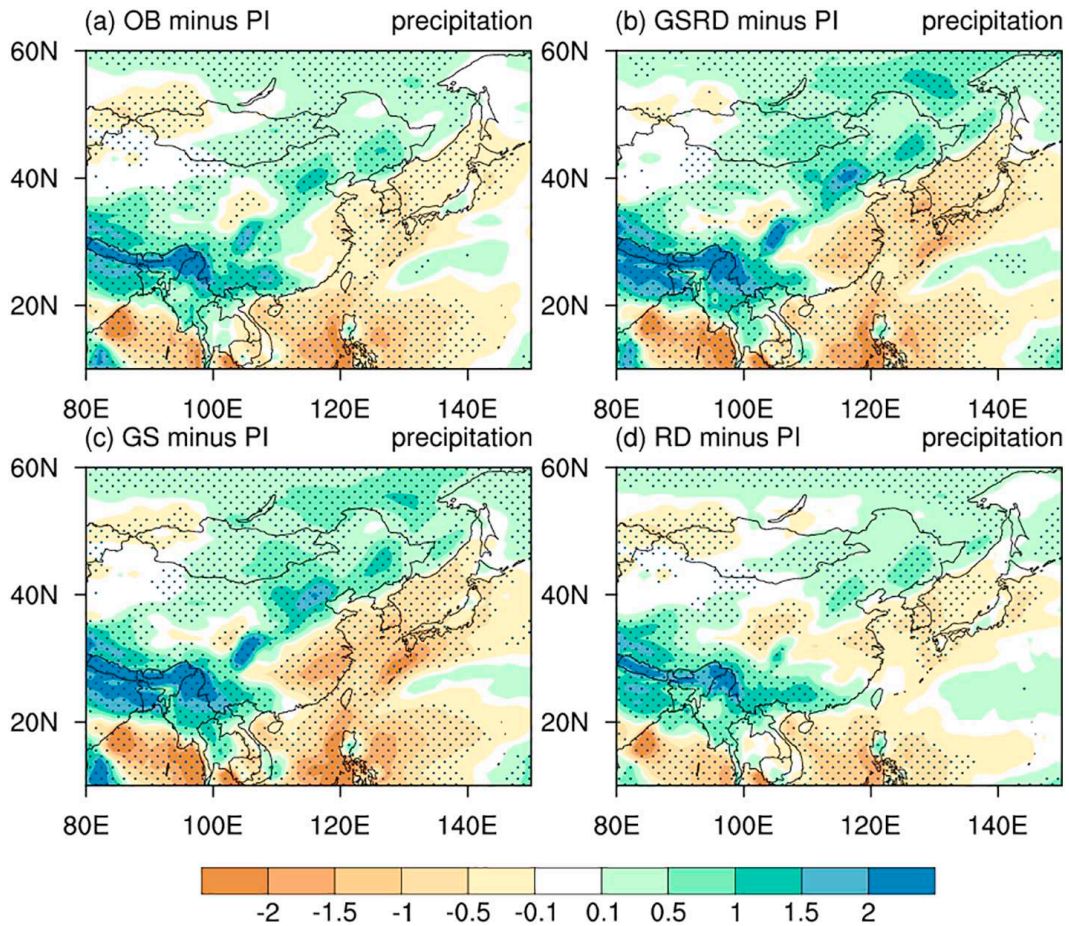 (a) OB minus PI precipitation
(b) GSRD minus PI precipitation
60N 60N
40N 40N
20N 20N
80E 100E 120E 140E 80E 100E 120E 140E
(c) GS minus PI precipitation
(d) RD minus PI precipitation
60N 60N
40N 40N
20N 20N
80E 100E 120E 140E 80E 100E 120E 140E
-2 -1.5 -1 -0.5 -0.1 0.1 0.5 1 1.5 2